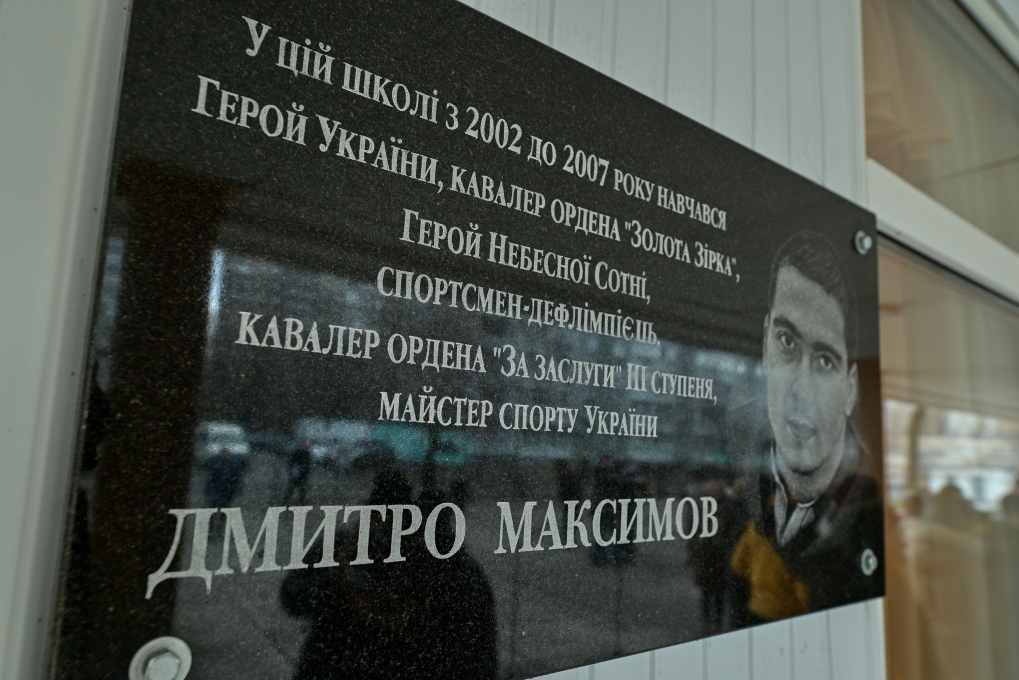 У цій школі з 2002 до 2007 року навчався
Герой України, кавалер ордена "Золота Зірка",
Герой Небесної Сотні,
спортсмен-дефлімпієць,
кавалер ордена "За заслуги" III ступеня,
майстер спорту України
ДМИТРО МАКСИМОВ